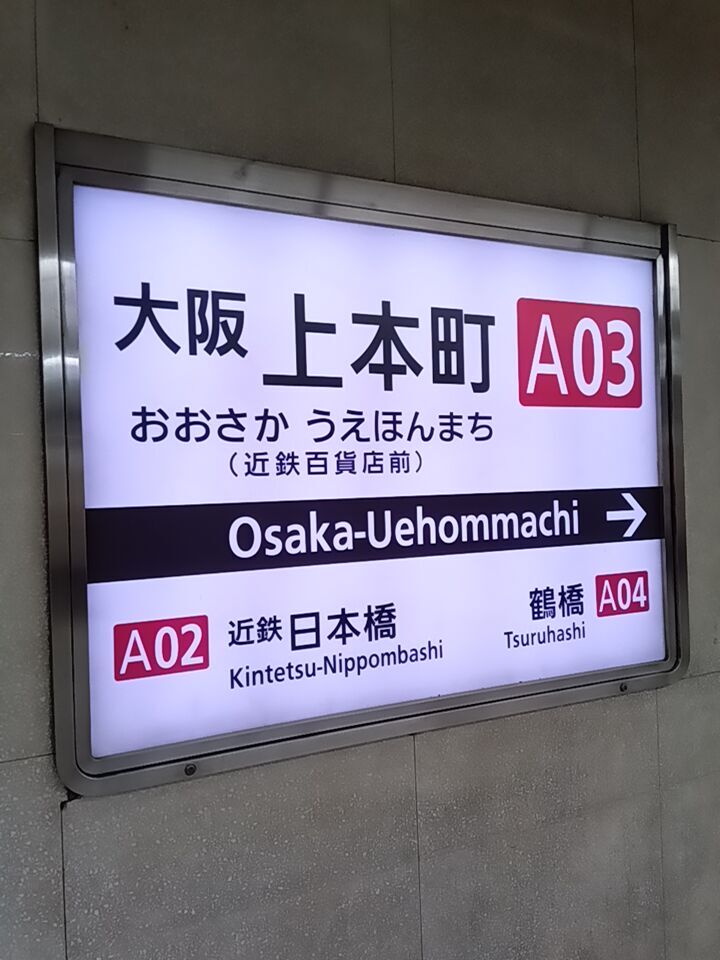 大阪 上本町 A03
おおさか うえほんまち
(近鉄百貨店前)
Osaka-Uehommachi →
A02 近鉄日本橋 鶴橋 A04
Kintetsu-Nippombashi Tsuruhashi